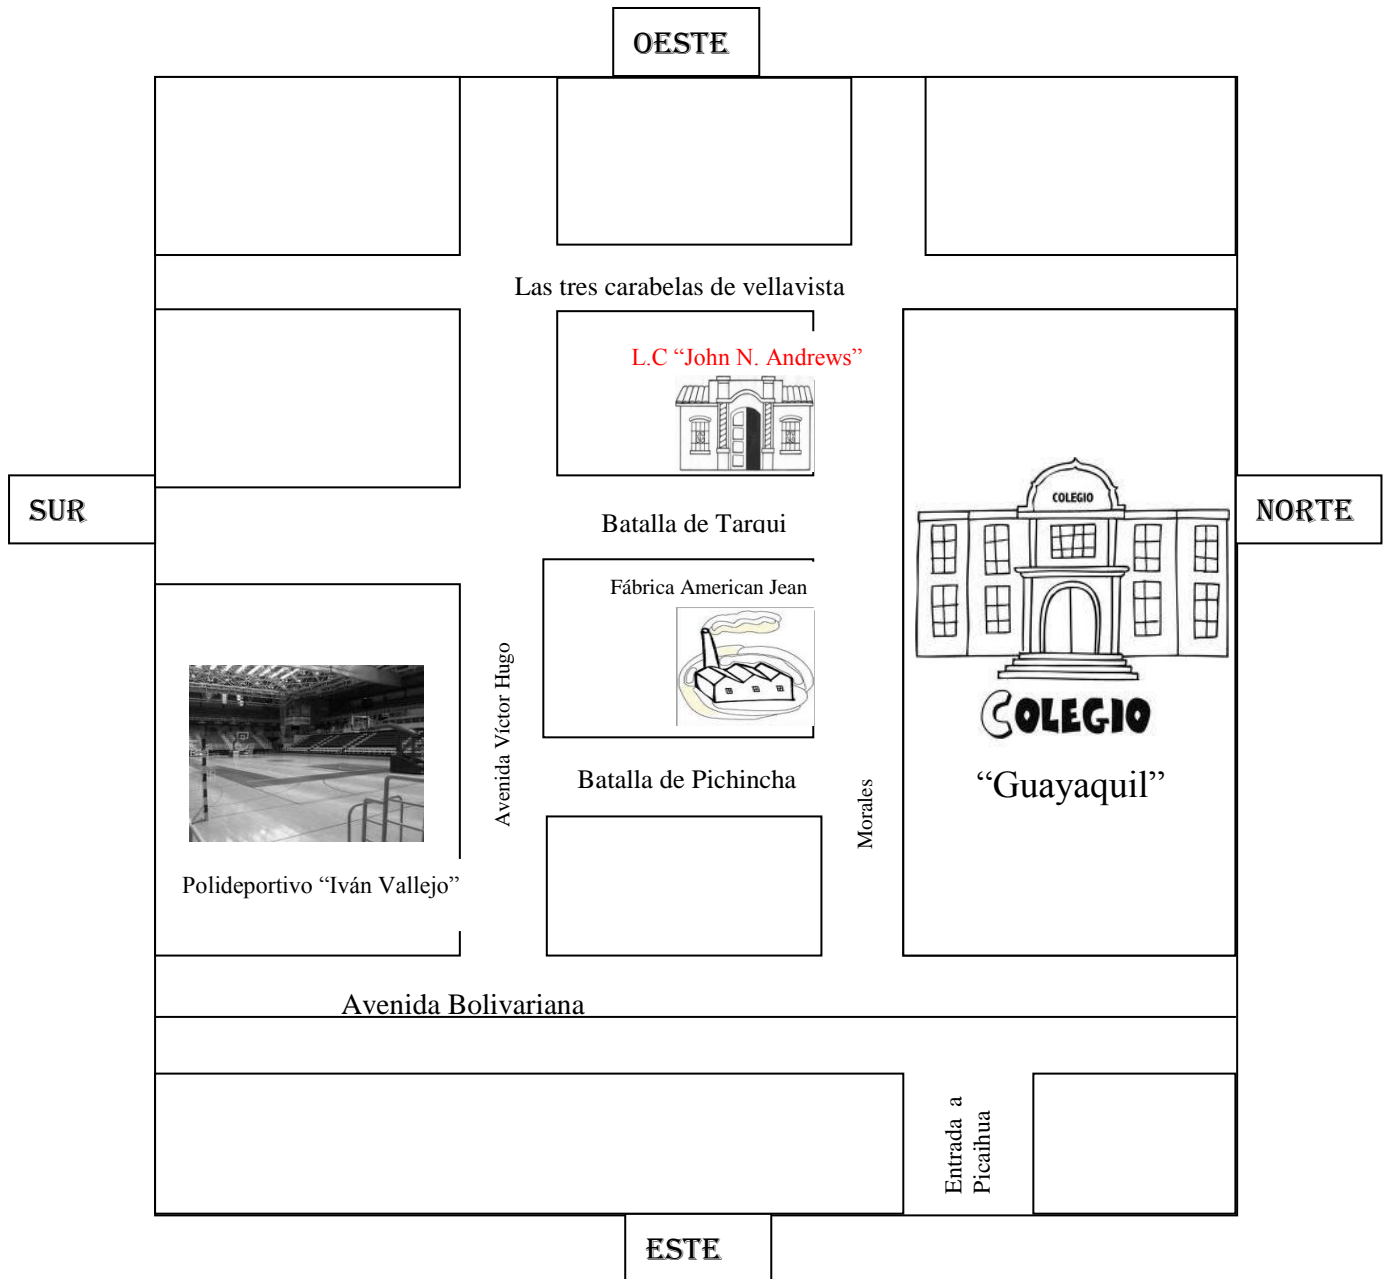 OESTE
Las tres carabelas de vellavista
L.C “John N. Andrews”
SUR
NORTE
COLEGIO
Batalla de Tarqui
Fábrica American Jean
Avenida Víctor Hugo
COLEGIO
“Guayaquil”
Batalla de Pichincha
Morales
Polideportivo “Iván Vallejo”
Avenida Bolivariana
Entrada a
Picaihua
ESTE